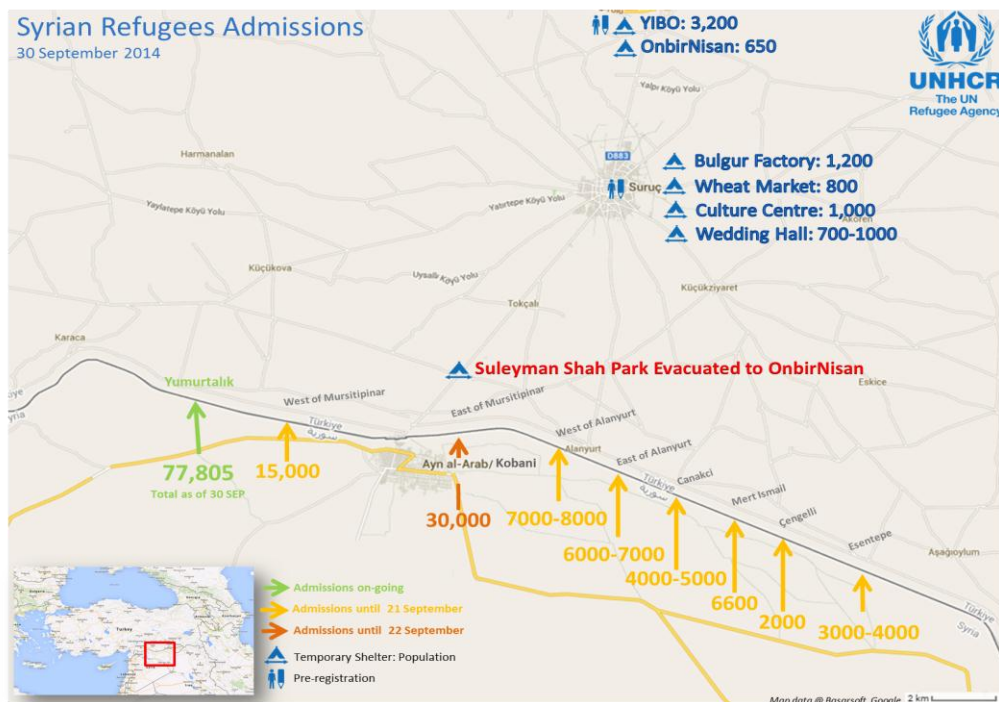 Syrian Refugees Admissions
30 September 2014
YIBO: 3,200
OnbirNisan: 650
UNHCR
The UN
Refugee Agency
Yalpı Köyü Yolu
Harmanalan
D883
Suruç
Bulgur Factory: 1,200
Wheat Market: 800
Culture Centre: 1,000
Wedding Hall: 700-1000
Yaylatepe Köyü Yolu
Yatırtepe Köyü Yolu
Akören
Küçükova
Uysallı Köyü Yolu
Tokçalı
Küçükziyaret
Karaca
Suleyman Shah Park Evacuated to OnbirNisan
Eskice
Yumurtalık
West of Mursitipinar
East of Mursitipinar
West of Alanyurt
Alanyurt
East of Alanyurt
Türkiye
سورية
Ayn al-Arab/ Kobani
77,805
Total as of 30 SEP
15,000
30,000
7000-8000
Türkiye
سورية
Canakci
Mert Ismail
Çengelli
Esentepe
Aşağıoylum
6000-7000
4000-5000
6600
2000
3000-4000
Türkiye
Syria
Admissions on-going
Admissions until 21 September
Admissions until 22 September
Temporary Shelter: Population
Pre-registration
Turkey
Map data @ Basarsoft, Google 2 km